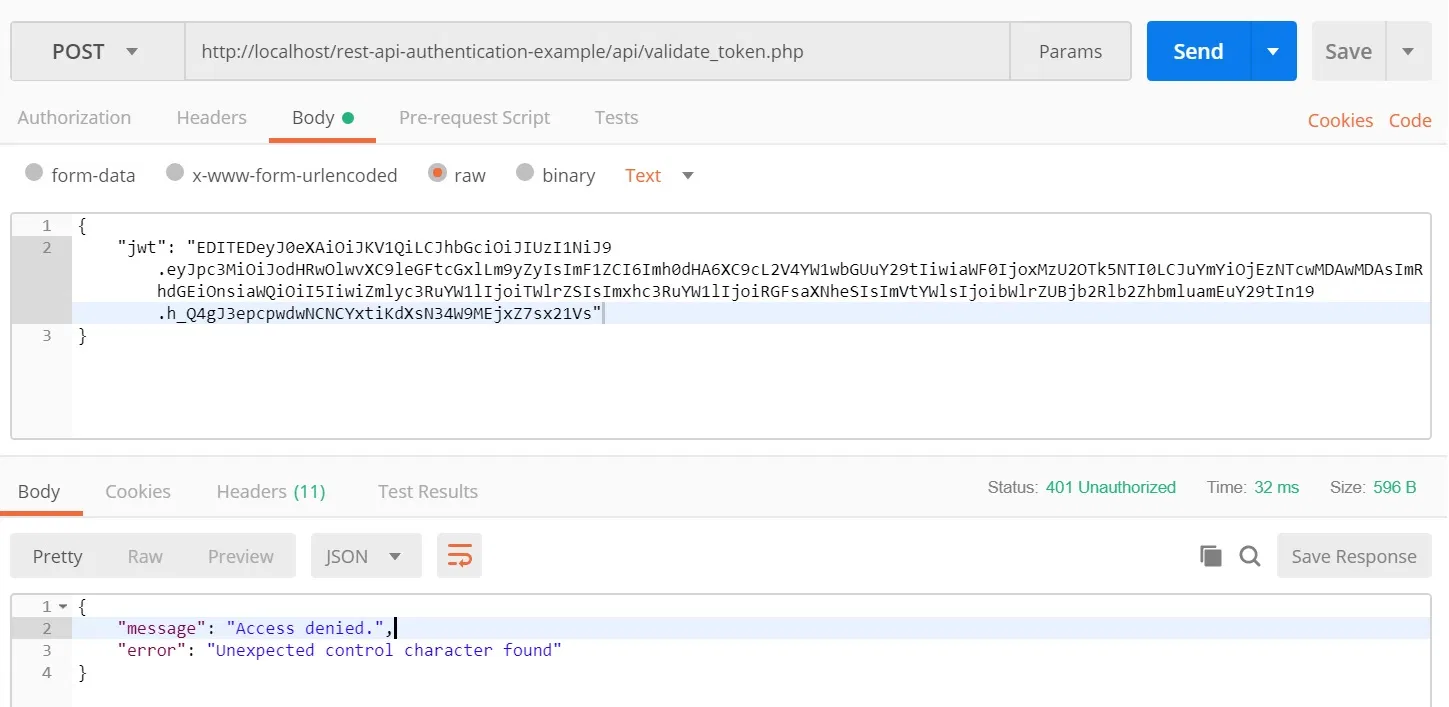 POST http://localhost/rest-api-authentication-example/api/validate_token.php Params Send Save
Authorization Headers Body Pre-request Script Tests Cookies Code
form-data x-www-form-urlencoded raw binary Text
1 {
2 "jwt": "EDITEDeyJ0eXAiOiJKV1QiLCJhbGciOiJIUzI1NiJ9
.eyJpc3MiOiJodHRwOlwvXC9leGFtcGxlLm9yZyIsImF1ZCI6Imh0dHA6XC9cL2V4YW1wbGUuY29tIiwiaWF0IjoxMzU2OTk5NTI0LCJuYmYiOjEzNTcwMDAwMDAsImR
hdGEiOnsiaWQiOiI5IiwiZmlyc3RuYW1lIjoiTWlrZSIsImxhc3RuYW1lIjoiRGFsaXNheSIsImVtYWlsIjoibWlrZUBjb2Rlb2ZhbmluamEuY29tIn19
.h_Q4gJ3epcpwdwNCNCYxtiKdXsN34W9MEjxZ7sx21Vs"
3 }
Body Cookies Headers (11) Test Results Status: 401 Unauthorized Time: 32 ms Size: 596 B
Pretty Raw Preview JSON Save Response
1 {
2 "message": "Access denied.",
3 "error": "Unexpected control character found"
4 }